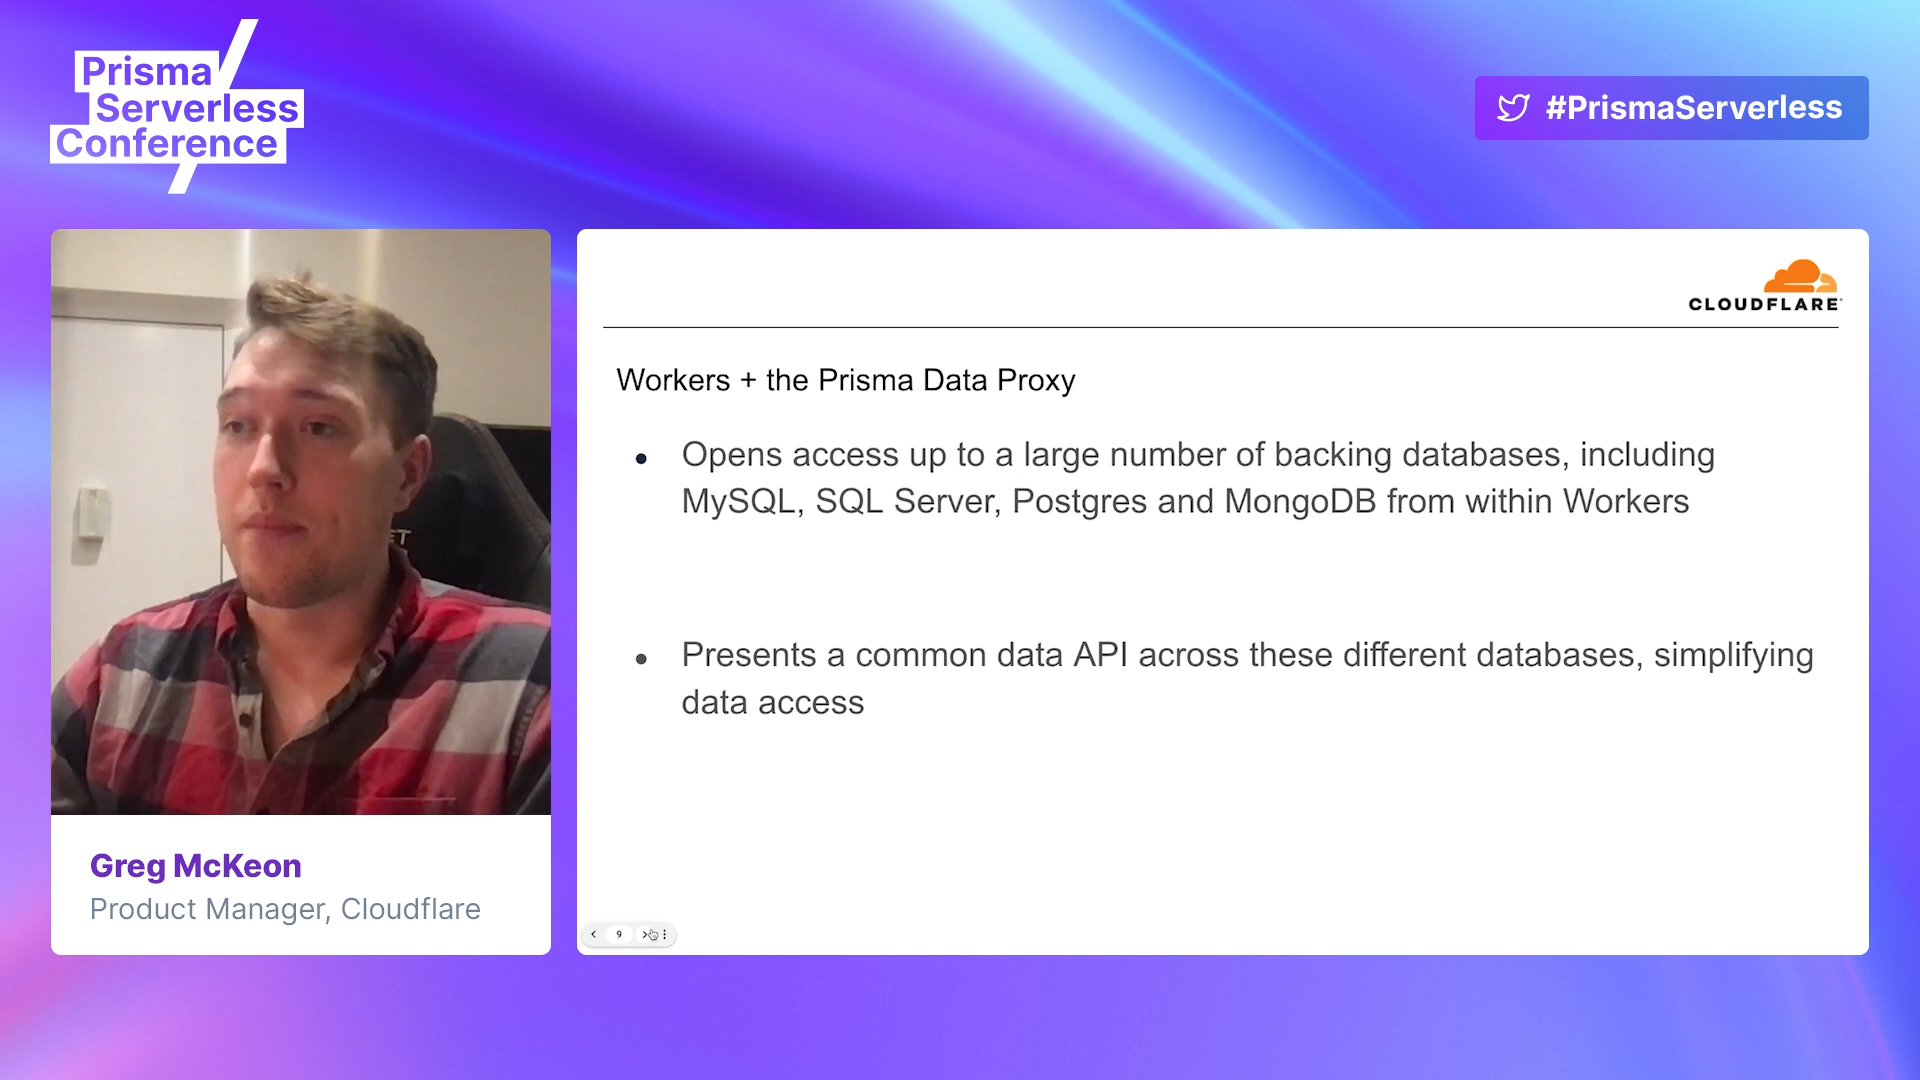 Prisma
Serverless
Conference
#PrismaServerless
CLOUDFLARE
Workers + the Prisma Data Proxy
• Opens access up to a large number of backing databases, including
MySQL, SQL Server, Postgres and MongoDB from within Workers
• Presents a common data API across these different databases, simplifying
data access
ET
Greg McKeon
Product Manager, Cloudflare
9